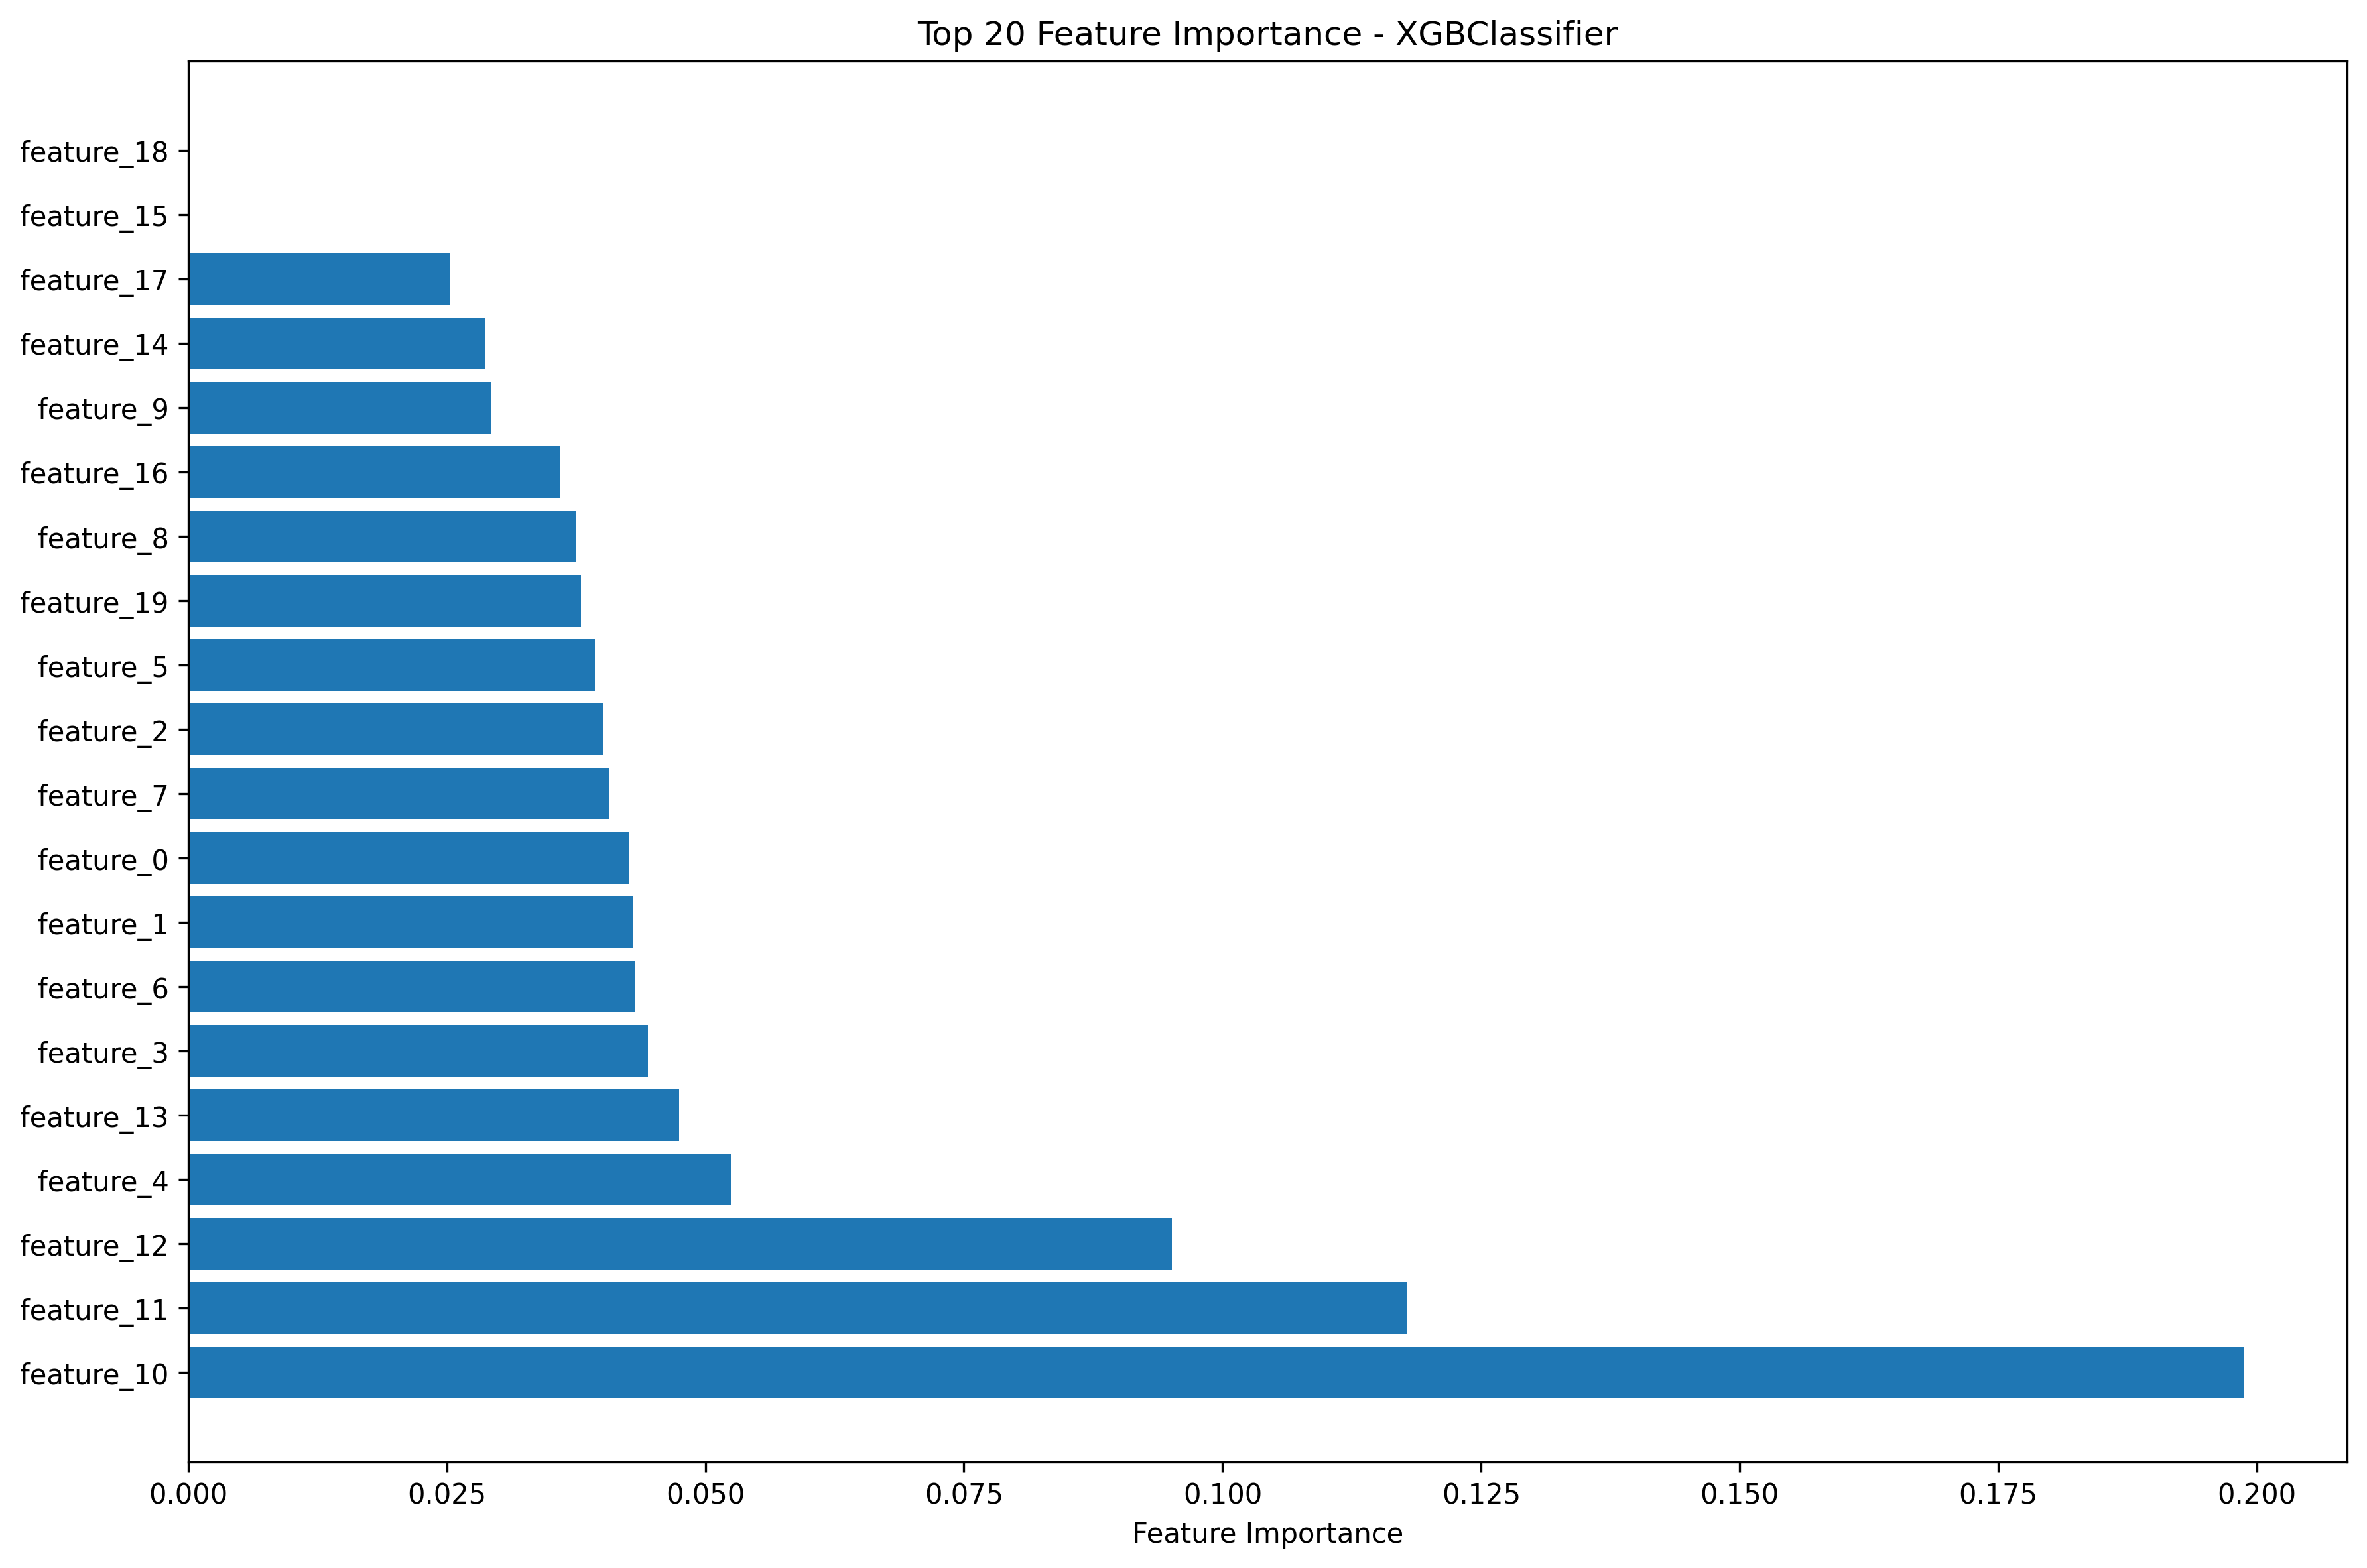 Top 20 Feature Importance - XGBClassifier
feature_18
feature_15
feature_17
feature_14
feature_9
feature_16
feature_8
feature_19
feature_5
feature_2
feature_7
feature_0
feature_1
feature_6
feature_3
feature_13
feature_4
feature_12
feature_11
feature_10
0.000 0.025 0.050 0.075 0.100 0.125 0.150 0.175 0.200
Feature Importance